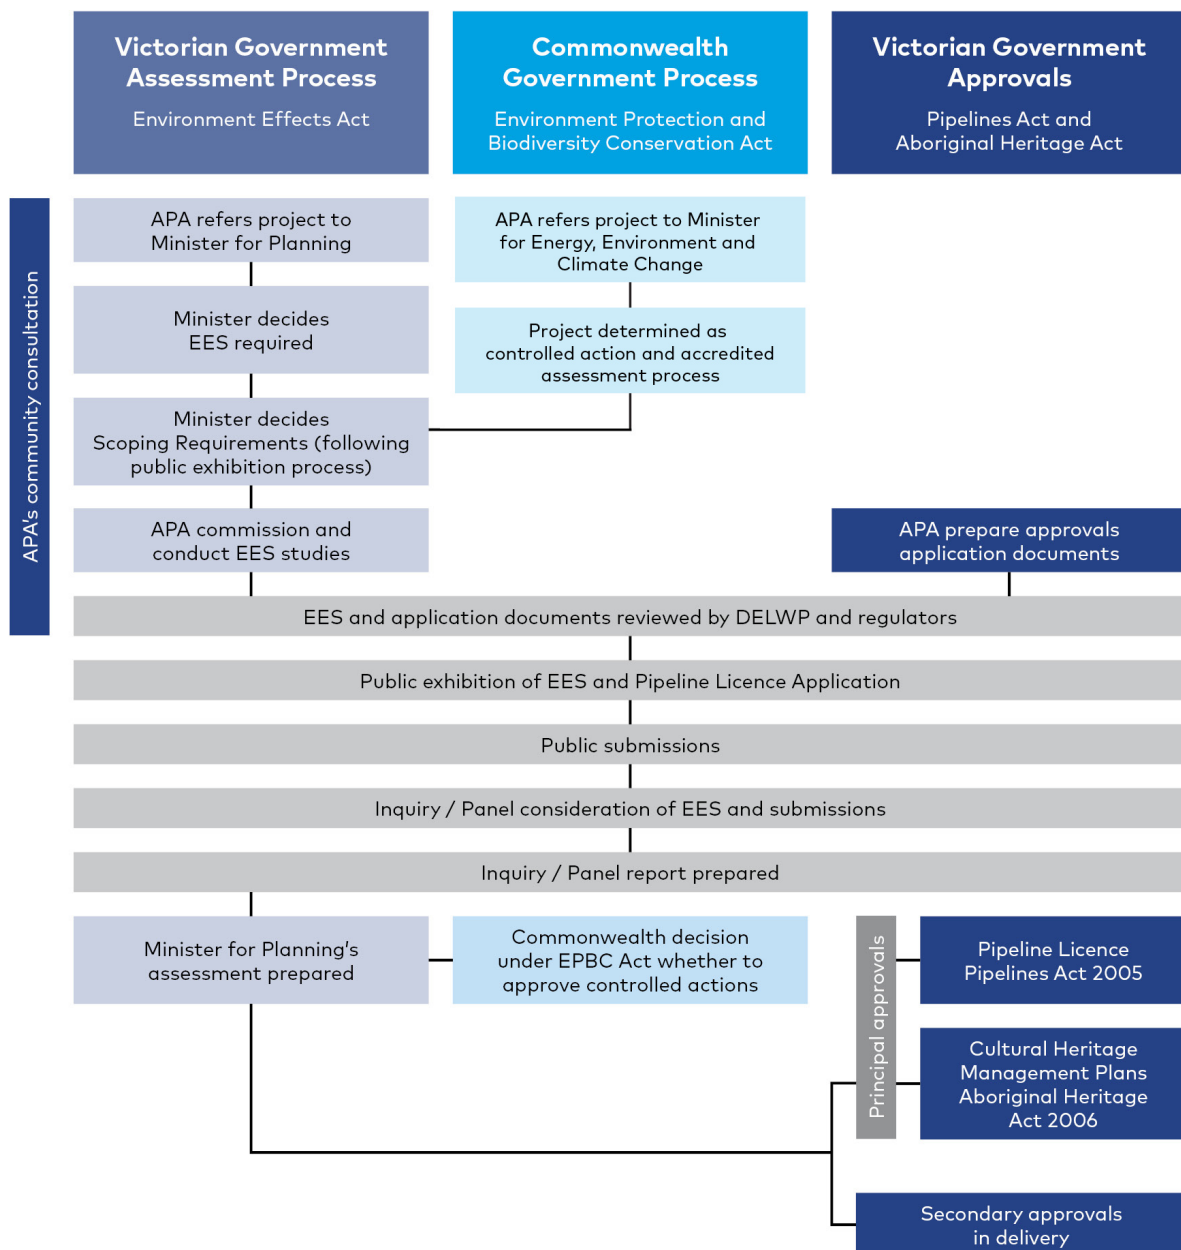 Victorian Government
Assessment Process
Environment Effects Act
Commonwealth
Government Process
Environment Protection and
Biodiversity Conservation Act
Victorian Government
Approvals
Pipelines Act and
Aboriginal Heritage Act
APA's community consultation
APA refers project to
Minister for Planning
APA refers project to Minister
for Energy, Environment and
Climate Change
Minister decides
EES required
Project determined as
controlled action and accredited
assessment process
Minister decides
Scoping Requirements (following
public exhibition process)
APA commission and
conduct EES studies
APA prepare approvals
application documents
EES and application documents reviewed by DELWP and regulators
Public exhibition of EES and Pipeline Licence Application
Public submissions
Inquiry / Panel consideration of EES and submissions
Inquiry / Panel report prepared
Minister for Planning's
assessment prepared
Commonwealth decision
under EPBC Act whether to
approve controlled actions
Principal approvals
Pipeline Licence
Pipelines Act 2005
Cultural Heritage
Management Plans
Aboriginal Heritage
Act 2006
Secondary approvals
in delivery